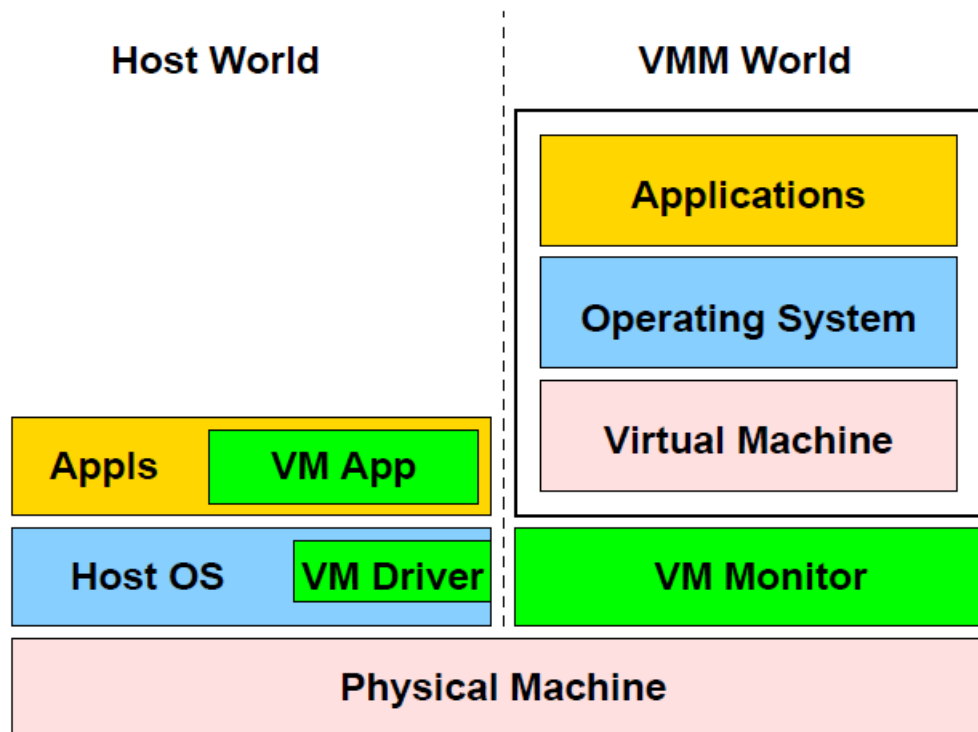 Host World
VMM World
Applications
Operating System
Virtual Machine
Appls
VM App
Host OS
VM Driver
VM Monitor
Physical Machine